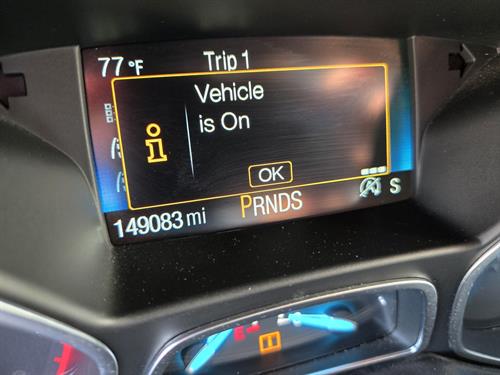 77°F Trip 1
Vehicle
is On
i
OK
149083 mi PRNDS S